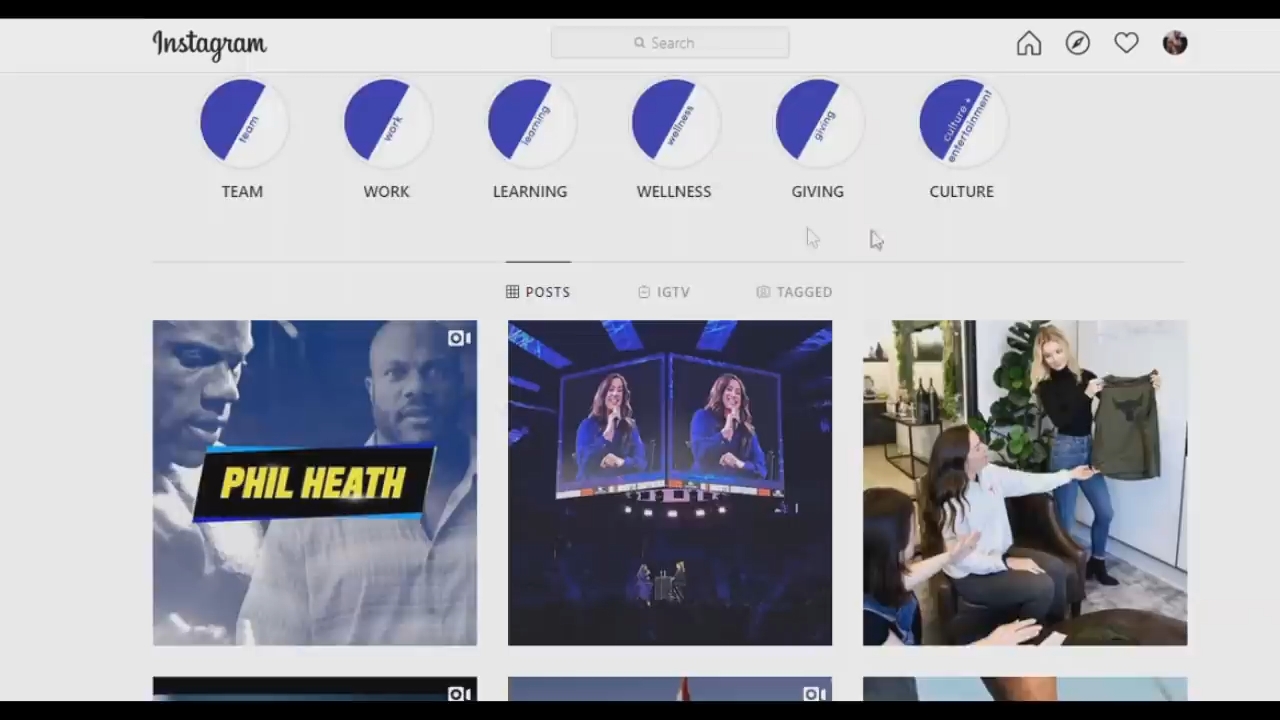 Instagram
Search
team
work
learning
wellness
giving
culture +
entertainment
TEAM
WORK
LEARNING
WELLNESS
GIVING
CULTURE
POSTS
IGTV
TAGGED
PHIL HEATH